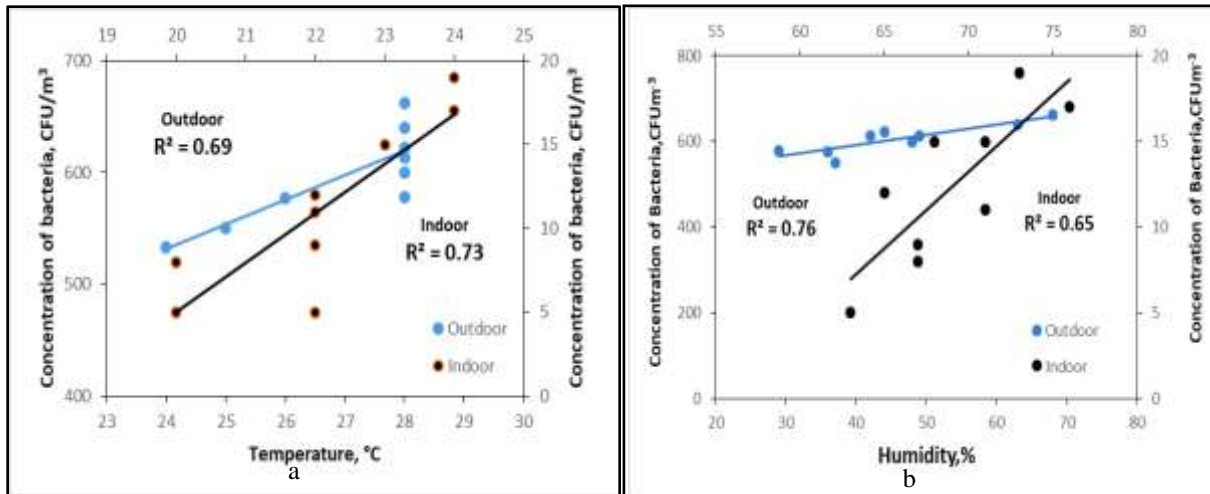 19 20 21 22 23 24 25
700 20
600 15
500 10
400 5
0
Concentration of bacteria, CFU/m³
Concentration of bacteria, CFU/m³
Outdoor
R² = 0.69
Indoor
R² = 0.73
Outdoor
Indoor
23 24 25 26 27 28 29 30
Temperature, °C
a
55 60 65 70 75 80
800 20
600 15
400 10
200 5
0 0
Concentration of Bacteria,CFUm⁻³
Concentration of Bacteria,CFUm⁻³
Outdoor
R² = 0.76
Indoor
R² = 0.65
Outdoor
Indoor
20 30 40 50 60 70 80
Humidity,%
b